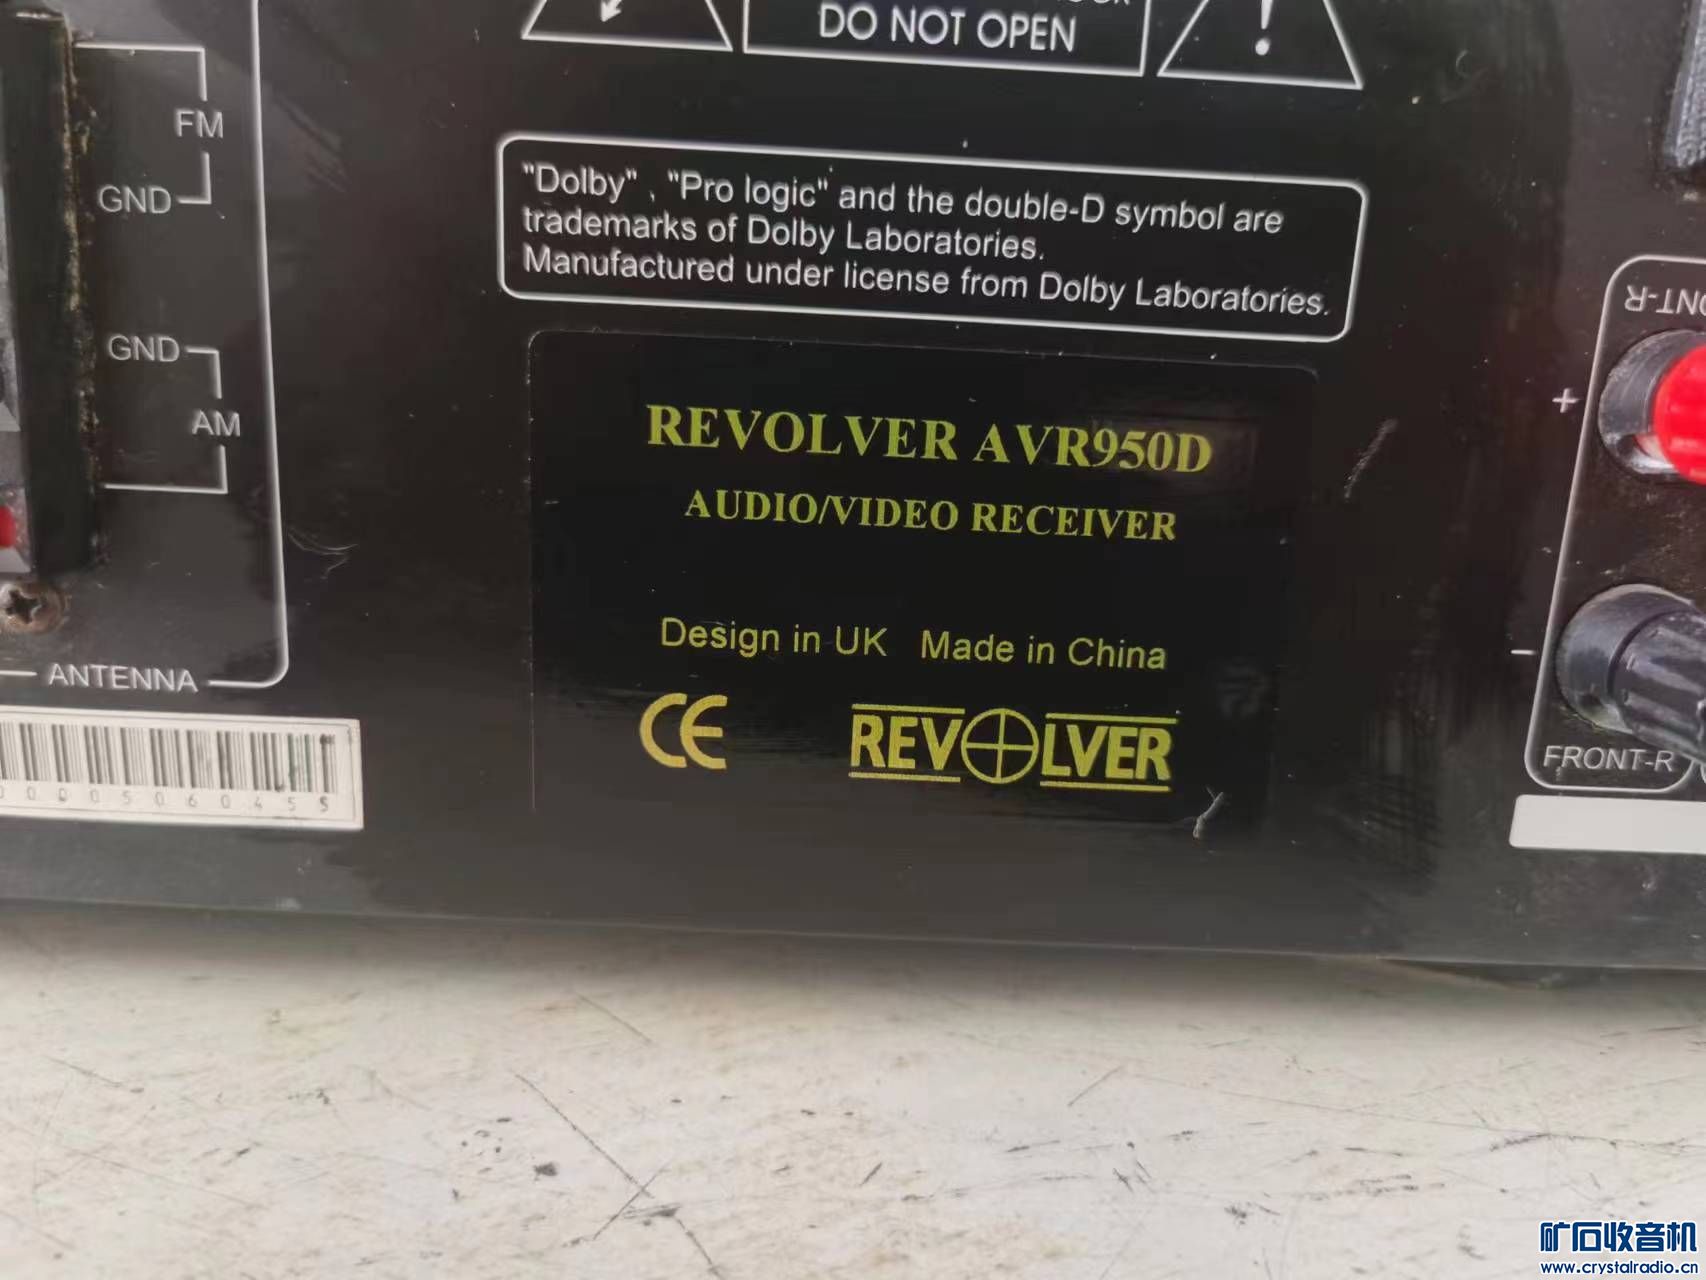 DO NOT OPEN
FM
GND
GND
AM
ANTENNA
"Dolby" , "Pro logic" and the double-D symbol are
trademarks of Dolby Laboratories.
Manufactured under license from Dolby Laboratories.
REVOLVER AVR950D
AUDIO/VIDEO RECEIVER
Design in UK Made in China
CE REVOLVER
+
-
FRONT-R
矿石收音机
www.crystalradio.cn